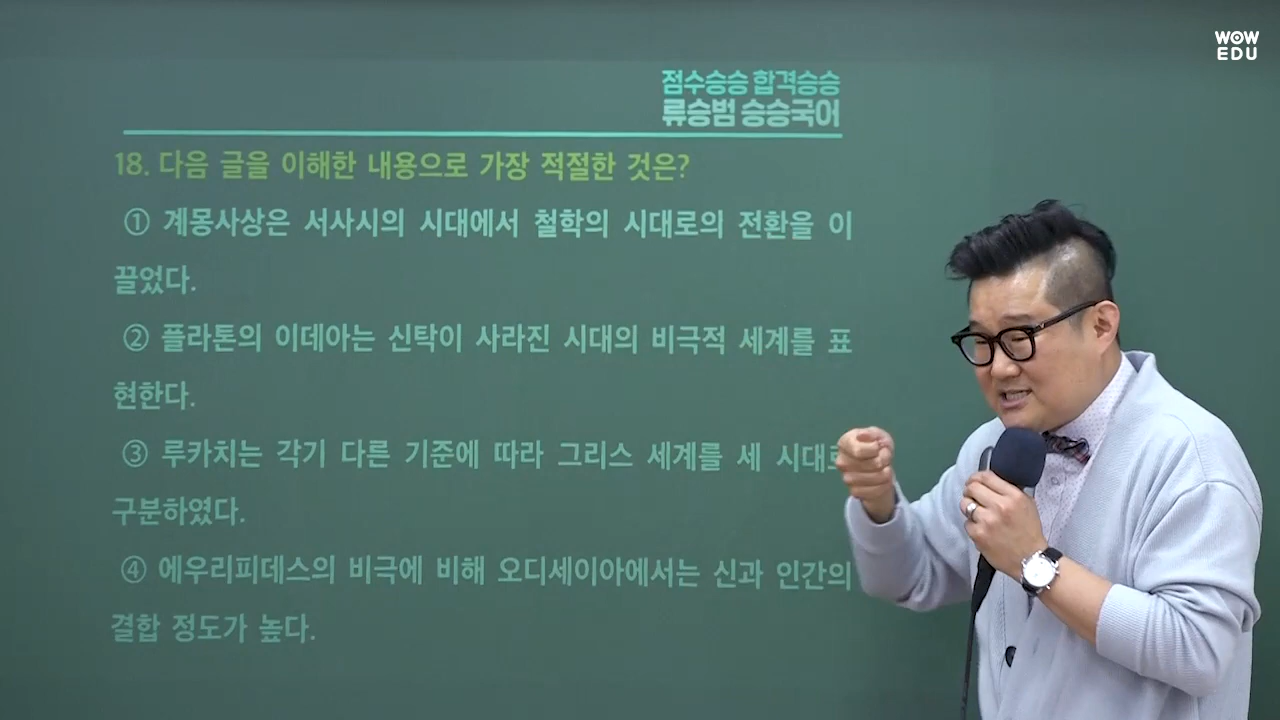 WOW
EDU
점수승승 합격승승
류승범 승승국어
18. 다음 글을 이해한 내용으로 가장 적절한 것은?
① 계몽사상은 서사시의 시대에서 철학의 시대로의 전환을 이
끌었다.
② 플라톤의 이데아는 신탁이 사라진 시대의 비극적 세계를 표
현한다.
③ 루카치는 각기 다른 기준에 따라 그리스 세계를 세 시대로
구분하였다.
④ 에우리피데스의 비극에 비해 오디세이아에서는 신과 인간의
결합 정도가 높다.